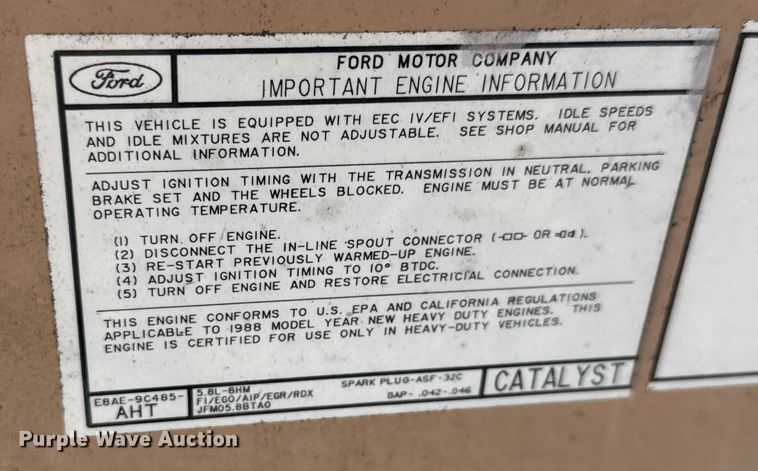 Ford
FORD MOTOR COMPANY
IMPORTANT ENGINE INFORMATION
THIS VEHICLE IS EQUIPPED WITH EEC IV/EFI SYSTEMS. IDLE SPEEDS
AND IDLE MIXTURES ARE NOT ADJUSTABLE. SEE SHOP MANUAL FOR
ADDITIONAL INFORMATION.
ADJUST IGNITION TIMING WITH THE TRANSMISSION IN NEUTRAL, PARKING
BRAKE SET AND THE WHEELS BLOCKED. ENGINE MUST BE AT NORMAL
OPERATING TEMPERATURE.
(1) TURN OFF ENGINE.
(2) DISCONNECT THE IN-LINE SPOUT CONNECTOR ( OR ).
(3) RE-START PREVIOUSLY WARMED-UP ENGINE.
(4) ADJUST IGNITION TIMING TO 10° BTDC.
(5) TURN OFF ENGINE AND RESTORE ELECTRICIAL CONNECTION.
THIS ENGINE CONFORMS TO U.S. EPA AND CALIFORNIA REGULATIONS
APPLICABLE TO 1988 MODEL YEAR NEW HEAVY DUTY ENGINES. THIS
ENGINE IS CERTIFIED FOR USE ONLY IN HEAVY-DUTY VEHICLES.
E8AE-9C485-
AHT
5.8L-8HM
FI/EGO/AIP/EGR/RDX
JFM05.8BTA0
SPARK PLUG-ASF-32C
GAP- .042-.046
CATALYST
Purple Wave Auction